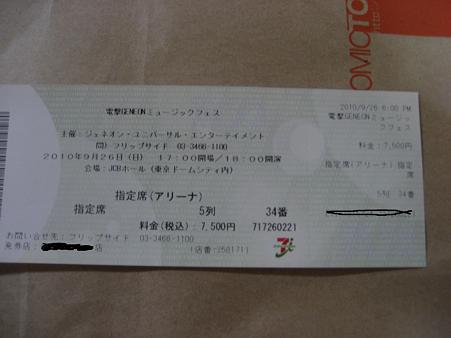 電撃GENEONミュージックフェス
主催：ジェネオン・ユニバーサル・エンターテイメント
問）フリップサイド　03-3466-1100
2010年9月26日（日）　17:00開場／18:00開演
会場：JCBホール（東京ドームシティ内）
指定席（アリーナ）
指定席　5列　34番
料金（税込）：7,500円　717260221
お問い合せ先：フリップサイド　03-3466-1100
発券店：　店　（店番：258171）
2010/9/26 6:00 PM
電撃GENEONミュージッ
クフェス
料金：7,500円
指定席（アリーナ）指定
席
5列　34番
OMICTO